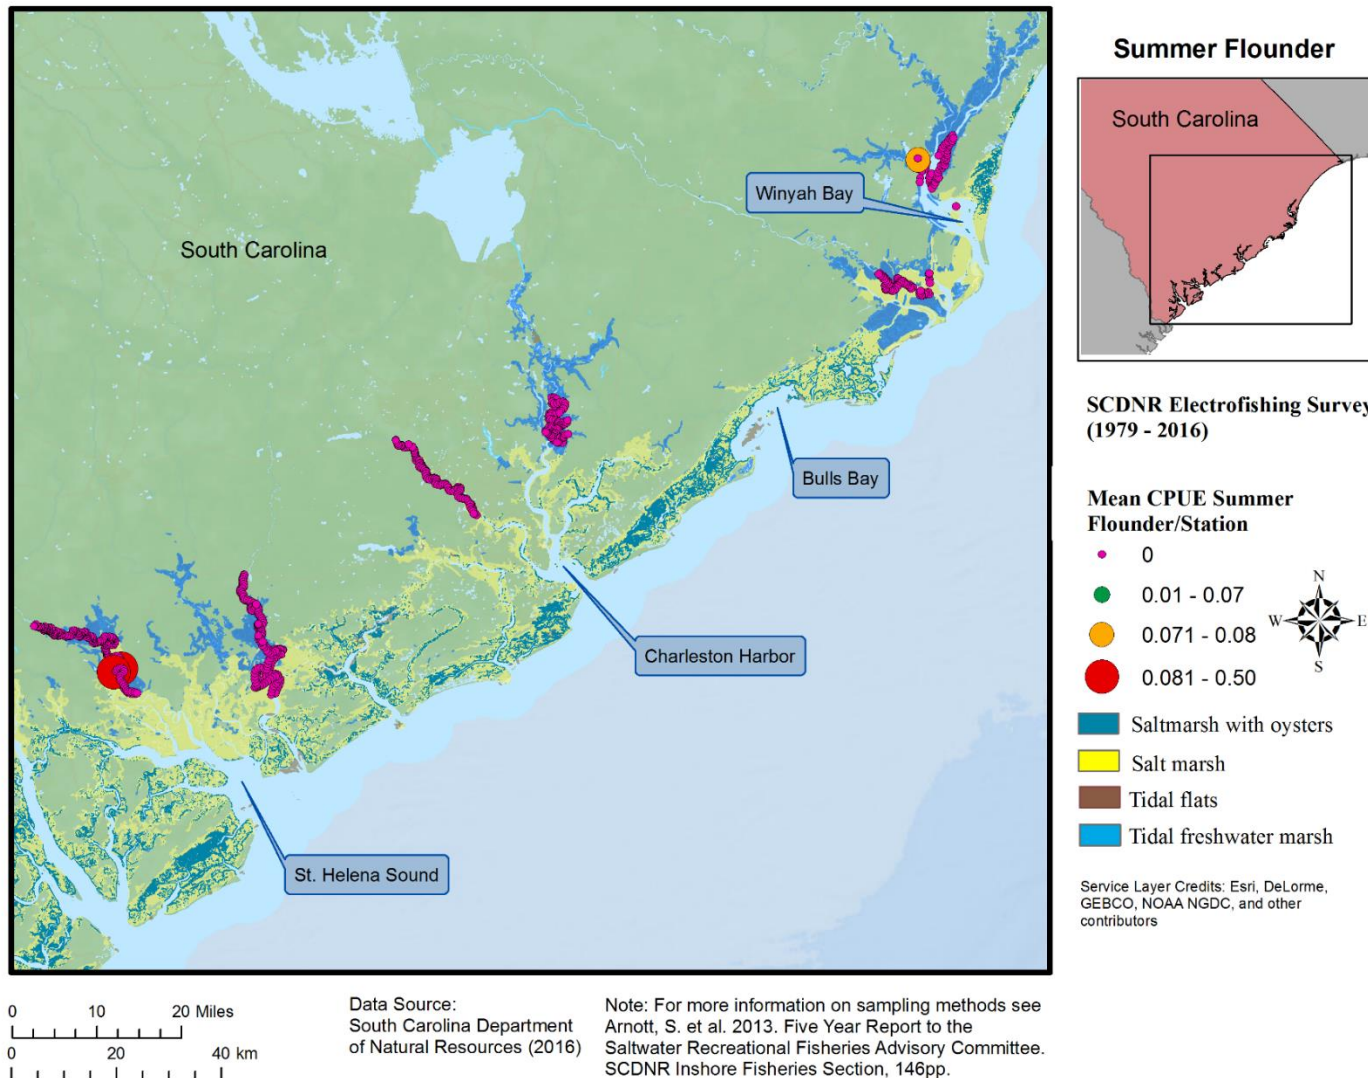 Summer Flounder
South Carolina
South Carolina
Winyah Bay
Bulls Bay
Charleston Harbor
St. Helena Sound
SCDNR Electrofishing Survey
(1979 - 2016)
Mean CPUE Summer
Flounder/Station
0
0.01 - 0.07
0.071 - 0.08
0.081 - 0.50
N
W
E
S
Saltmarsh with oysters
Salt marsh
Tidal flats
Tidal freshwater marsh
Service Layer Credits: Esri, DeLorme,
GEBCO, NOAA NGDC, and other
contributors
0 10 20 Miles
0 20 40 km
Data Source:
South Carolina Department
of Natural Resources (2016)
Note: For more information on sampling methods see
Arnott, S. et al. 2013. Five Year Report to the
Saltwater Recreational Fisheries Advisory Committee.
SCDNR Inshore Fisheries Section, 146pp.